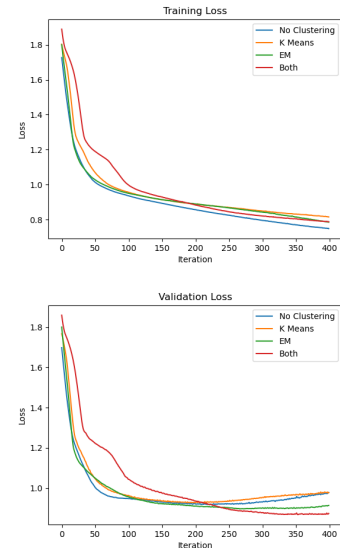 Training Loss
No Clustering
K Means
EM
Both
1.8
1.6
1.4
1.2
1.0
0.8
Loss
0 50 100 150 200 250 300 350 400
Iteration
Validation Loss
No Clustering
K Means
EM
Both
1.8
1.6
1.4
1.2
1.0
Loss
0 50 100 150 200 250 300 350 400
Iteration